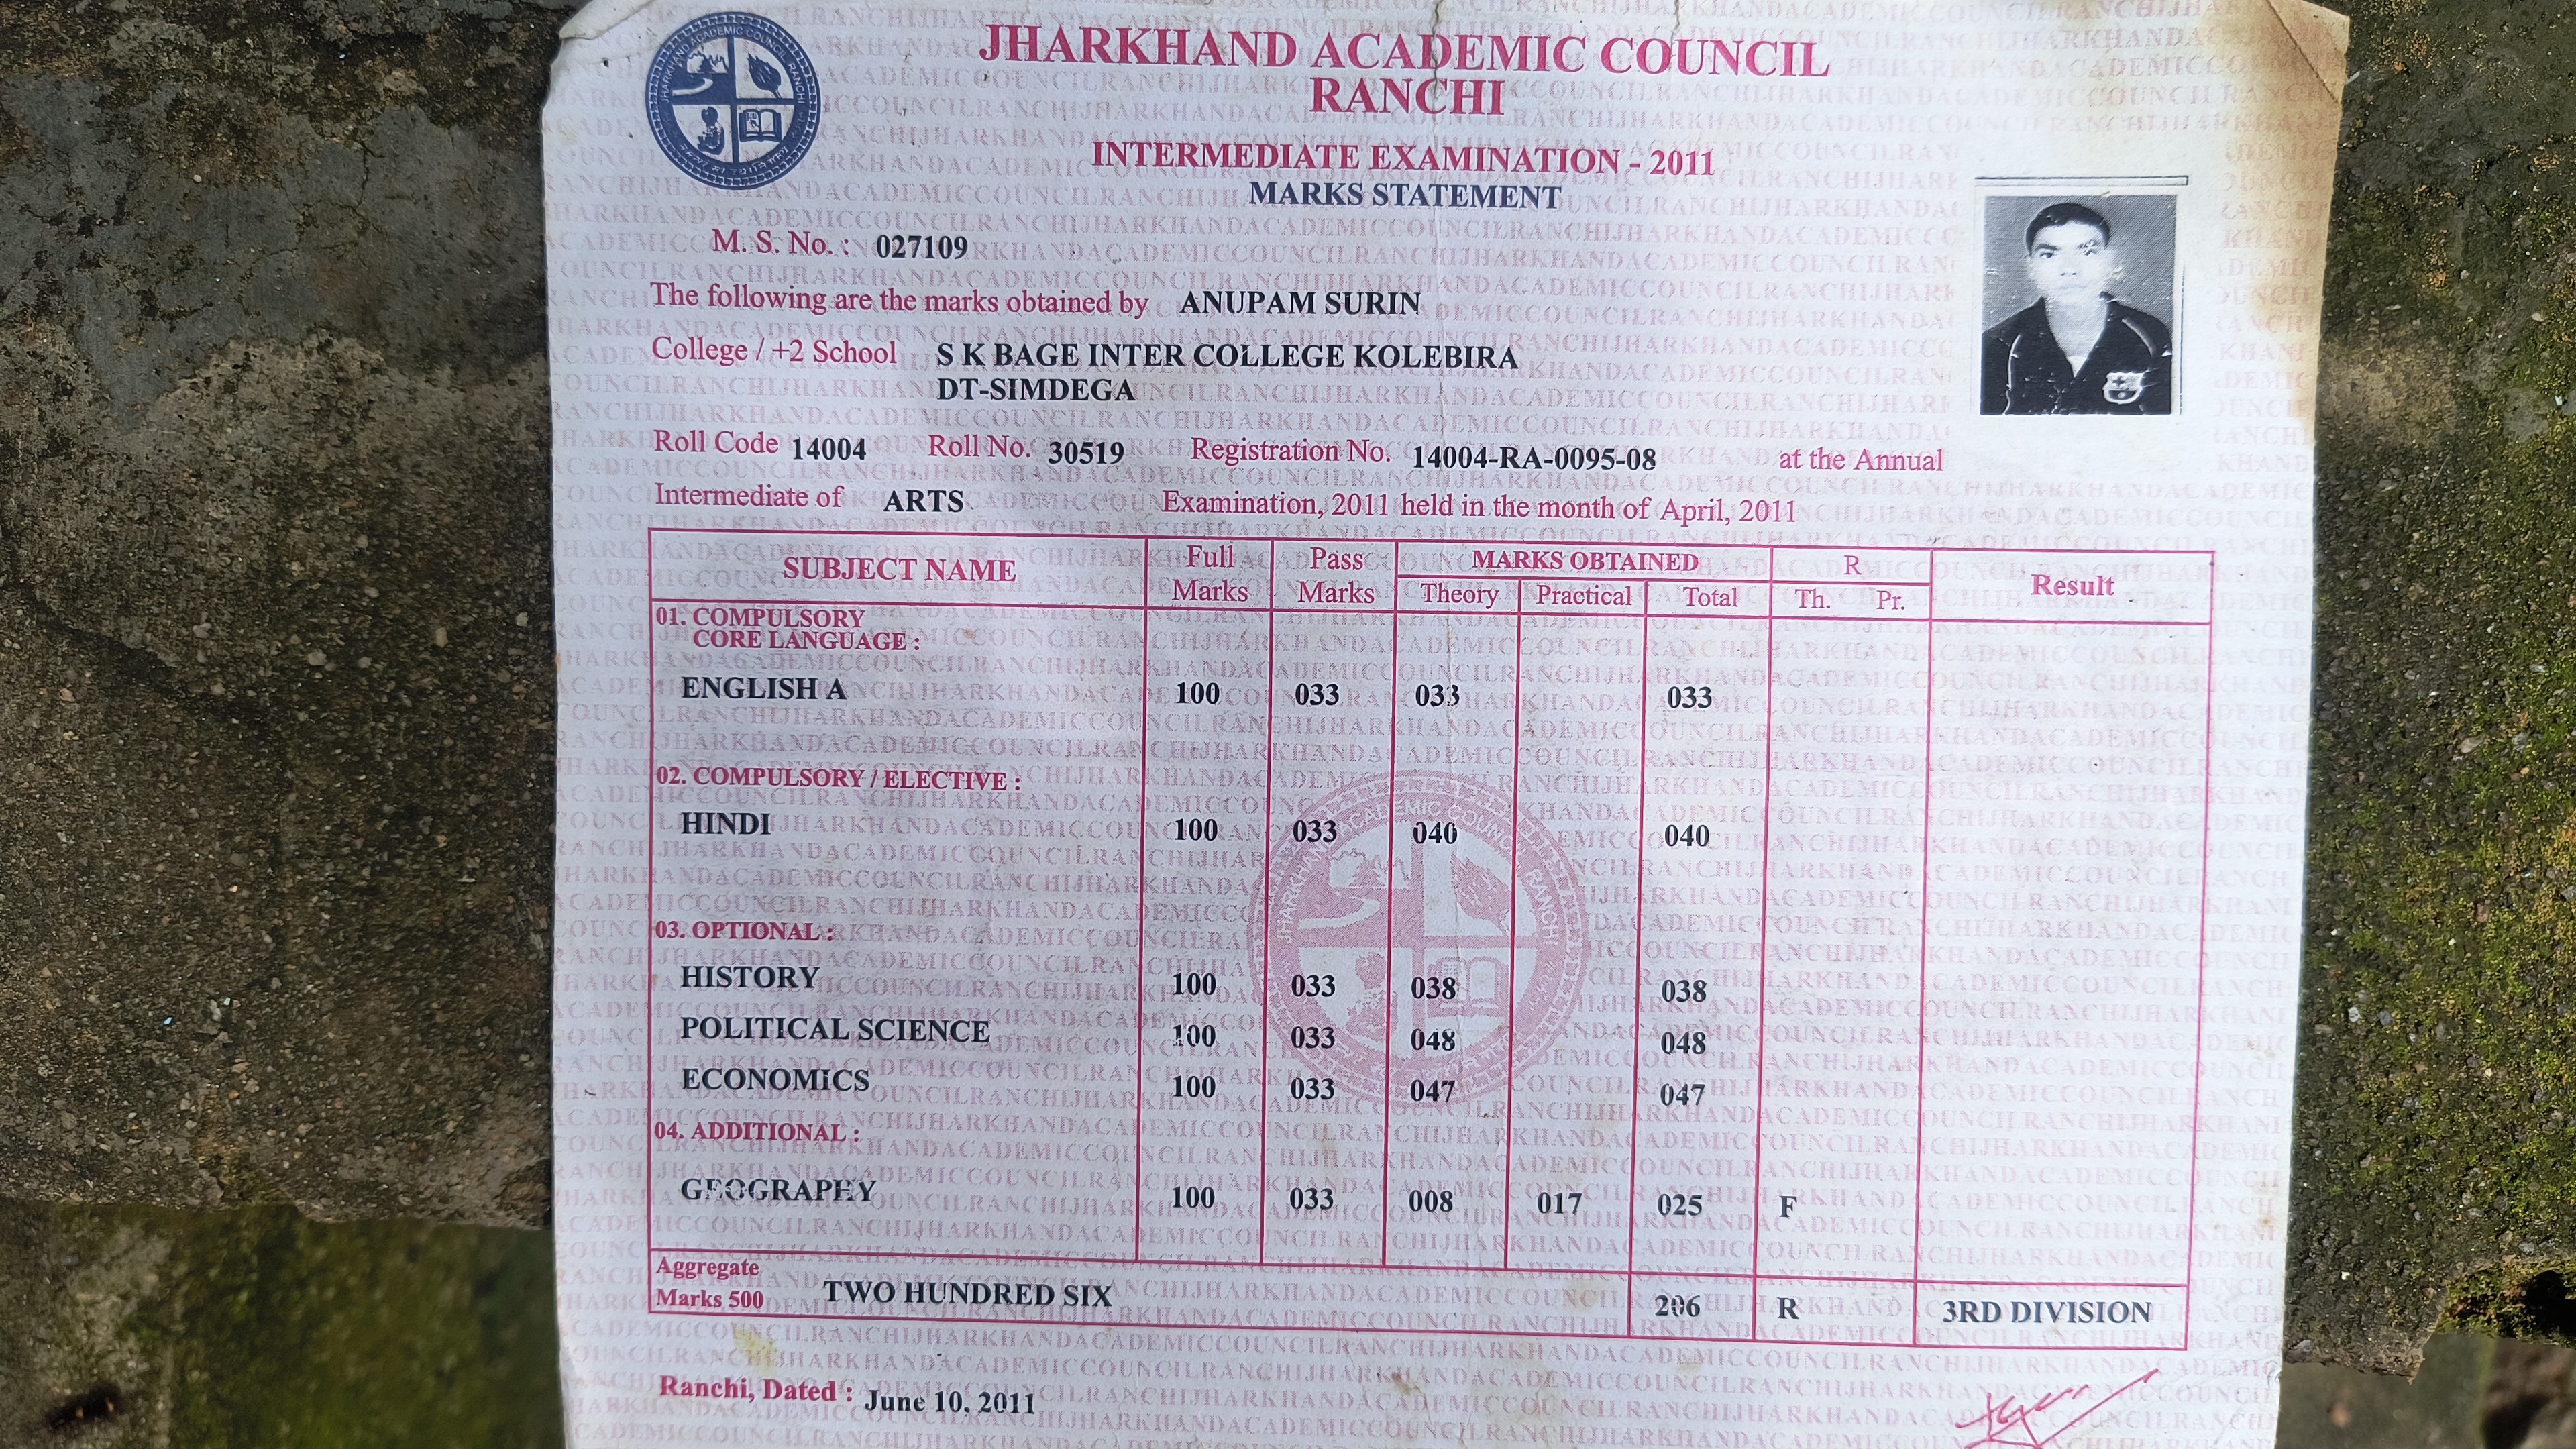 JHARKHAND ACADEMIC COUNCIL
RANCHI
INTERMEDIATE EXAMINATION - 2011
MARKS STATEMENT
M. S. No. : 027109
The following are the marks obtained by ANUPAM SURIN
College / +2 School S K BAGE INTER COLLEGE KOLEBIRA
DT-SIMDEGA
Roll Code 14004 Roll No. 30519 Registration No. 14004-RA-0095-08 at the Annual
Intermediate of ARTS Examination, 2011 held in the month of April, 2011
SUBJECT NAME Full Marks Pass Marks MARKS OBTAINED R Result
Theory Practical Total Th. Pr.
01. COMPULSORY
CORE LANGUAGE :
ENGLISH A 100 033 033 033
02. COMPULSORY / ELECTIVE :
HINDI 100 033 040 040
03. OPTIONAL :
HISTORY 100 033 038 038
POLITICAL SCIENCE 100 033 048 048
ECONOMICS 100 033 047 047
04. ADDITIONAL :
GEOGRAPHY 100 033 008 017 025 F
Aggregate
Marks 500 TWO HUNDRED SIX 206 R 3RD DIVISION
Ranchi, Dated : June 10, 2011